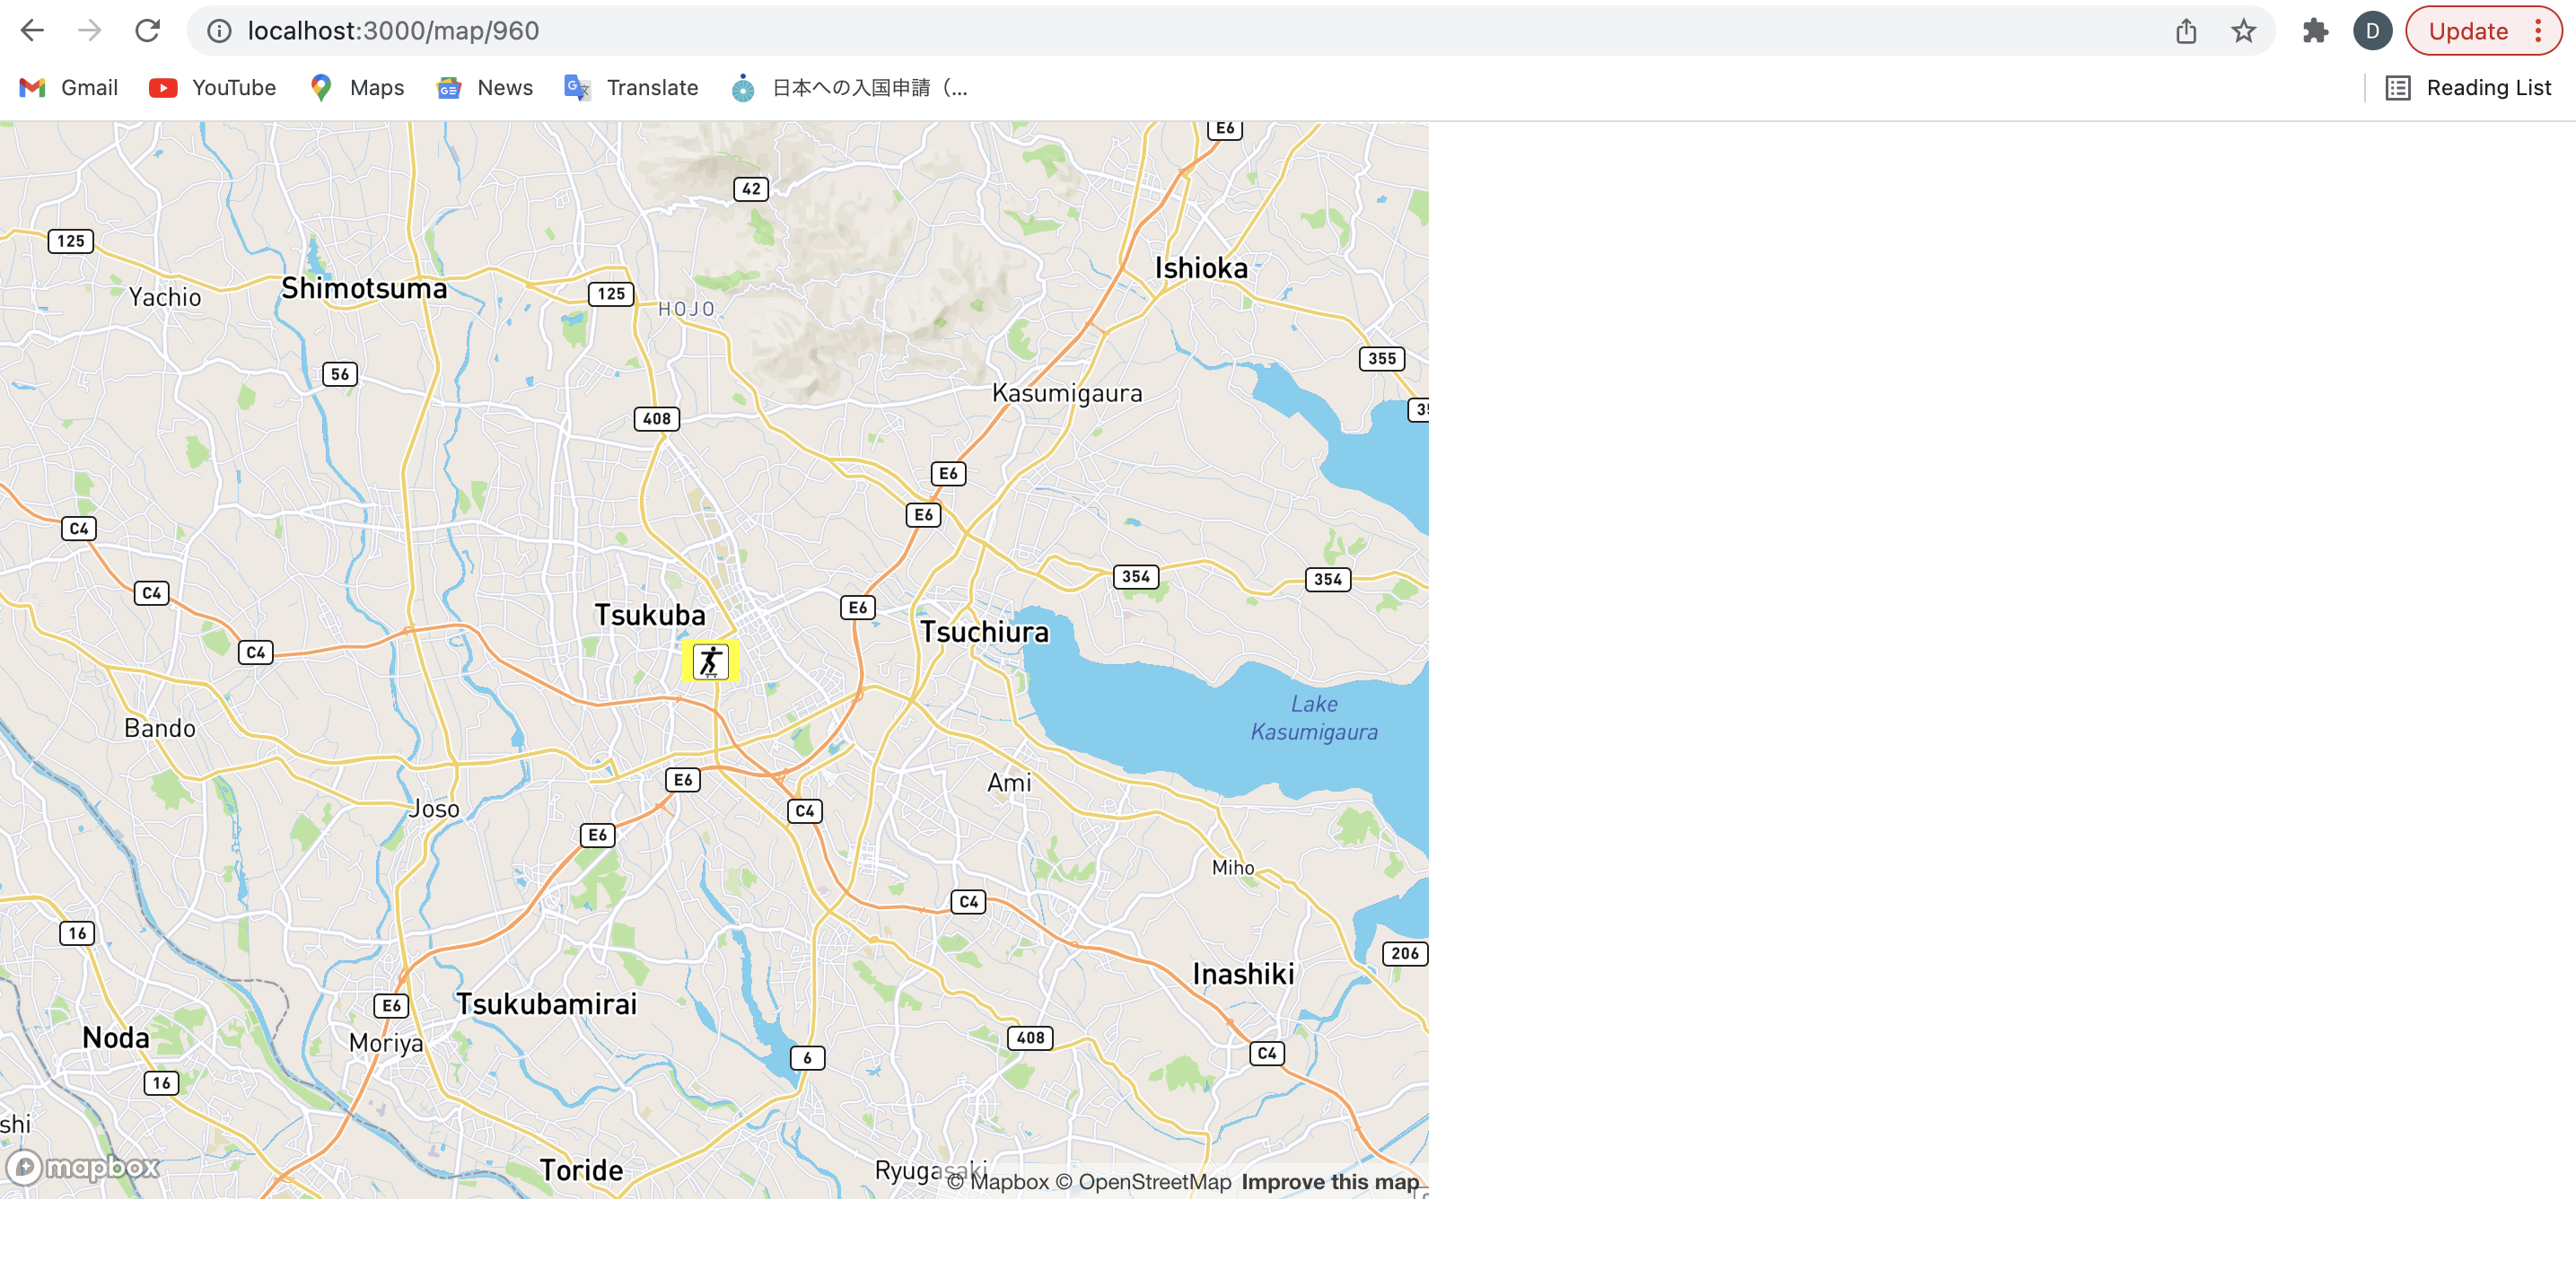 localhost:3000/map/960
D
Update
Gmail
YouTube
Maps
News
Translate
日本への入国申請（...
Reading List
E6
42
125
Shimotsuma
Yachio
125
HOJO
Ishioka
355
56
Kasumigaura
408
E6
E6
C4
C4
354
354
E6
Tsukuba
Tsuchiura
C4
Lake
Kasumigaura
Bando
E6
Ami
Joso
C4
E6
Miho
C4
16
206
Inashiki
E6
Tsukubamirai
Noda
Moriya
408
6
C4
16
shi
mapbox
Toride
Ryugasaki
© Mapbox © OpenStreetMap Improve this map